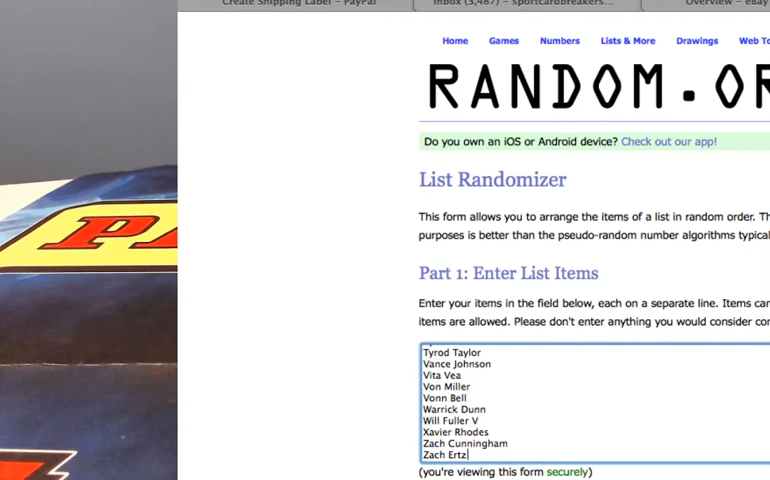 Create Shipping Label - PayPal
Inbox (3,487) - sportcardbreakers...
Overview - eBay
Home Games Numbers Lists & More Drawings Web To
RANDOM.OR
Do you own an iOS or Android device? Check out our app!
List Randomizer
This form allows you to arrange the items of a list in random order. Th
purposes is better than the pseudo-random number algorithms typical
Part 1: Enter List Items
Enter your items in the field below, each on a separate line. Items can
items are allowed. Please don't enter anything you would consider con
Tyrod Taylor
Vance Johnson
Vita Vea
Von Miller
Vonn Bell
Warrick Dunn
Will Fuller V
Xavier Rhodes
Zach Cunningham
Zach Ertz
(you're viewing this form securely)
PA